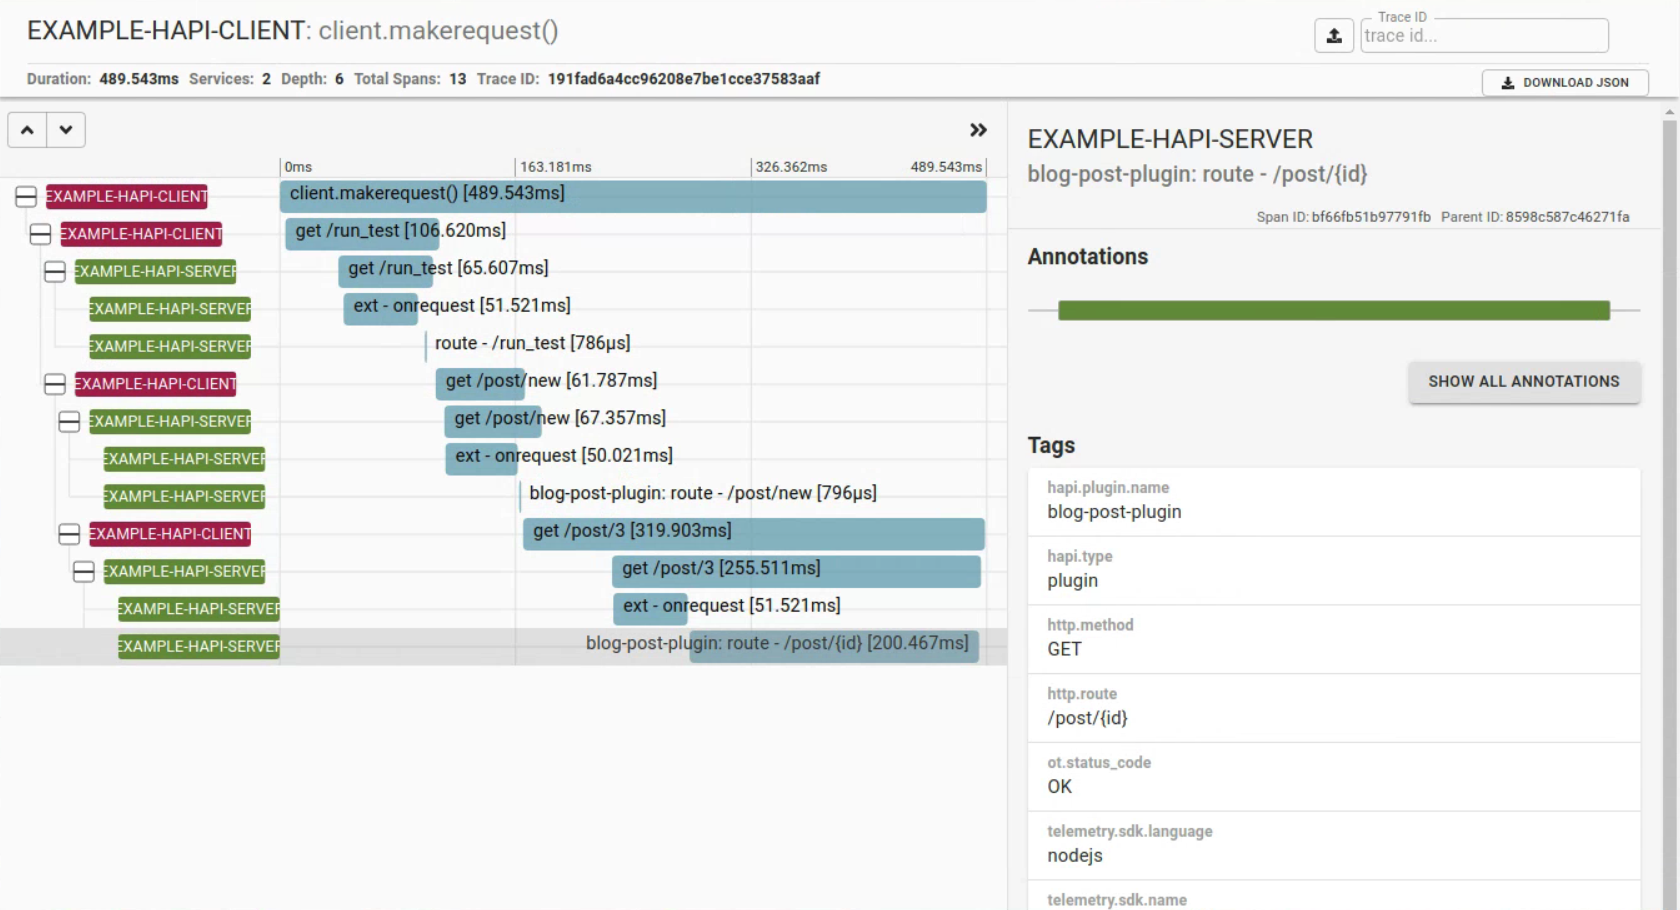 EXAMPLE-HAPI-CLIENT: client.makerequest()
Trace ID
trace id...
Duration: 489.543ms Services: 2 Depth: 6 Total Spans: 13 Trace ID: 191fad6a4cc96208e7be1cce37583aaf
DOWNLOAD JSON
0ms 163.181ms 326.362ms 489.543ms
EXAMPLE-HAPI-CLIENT client.makerequest() [489.543ms]
EXAMPLE-HAPI-CLIENT get /run_test [106.620ms]
EXAMPLE-HAPI-SERVER get /run_test [65.607ms]
EXAMPLE-HAPI-SERVER ext - onrequest [51.521ms]
EXAMPLE-HAPI-SERVER route - /run_test [786μs]
EXAMPLE-HAPI-CLIENT get /post/new [61.787ms]
EXAMPLE-HAPI-SERVER get /post/new [67.357ms]
EXAMPLE-HAPI-SERVER ext - onrequest [50.021ms]
EXAMPLE-HAPI-SERVER blog-post-plugin: route - /post/new [796μs]
EXAMPLE-HAPI-CLIENT get /post/3 [319.903ms]
EXAMPLE-HAPI-SERVER get /post/3 [255.511ms]
EXAMPLE-HAPI-SERVER ext - onrequest [51.521ms]
EXAMPLE-HAPI-SERVER blog-post-plugin: route - /post/{id} [200.467ms]
EXAMPLE-HAPI-SERVER
blog-post-plugin: route - /post/{id}
Span ID: bf66fb51b97791fb Parent ID: 8598c587c46271fa
Annotations
SHOW ALL ANNOTATIONS
Tags
hapi.plugin.name
blog-post-plugin
hapi.type
plugin
http.method
GET
http.route
/post/{id}
ot.status_code
OK
telemetry.sdk.language
nodejs
telemetry.sdk.name